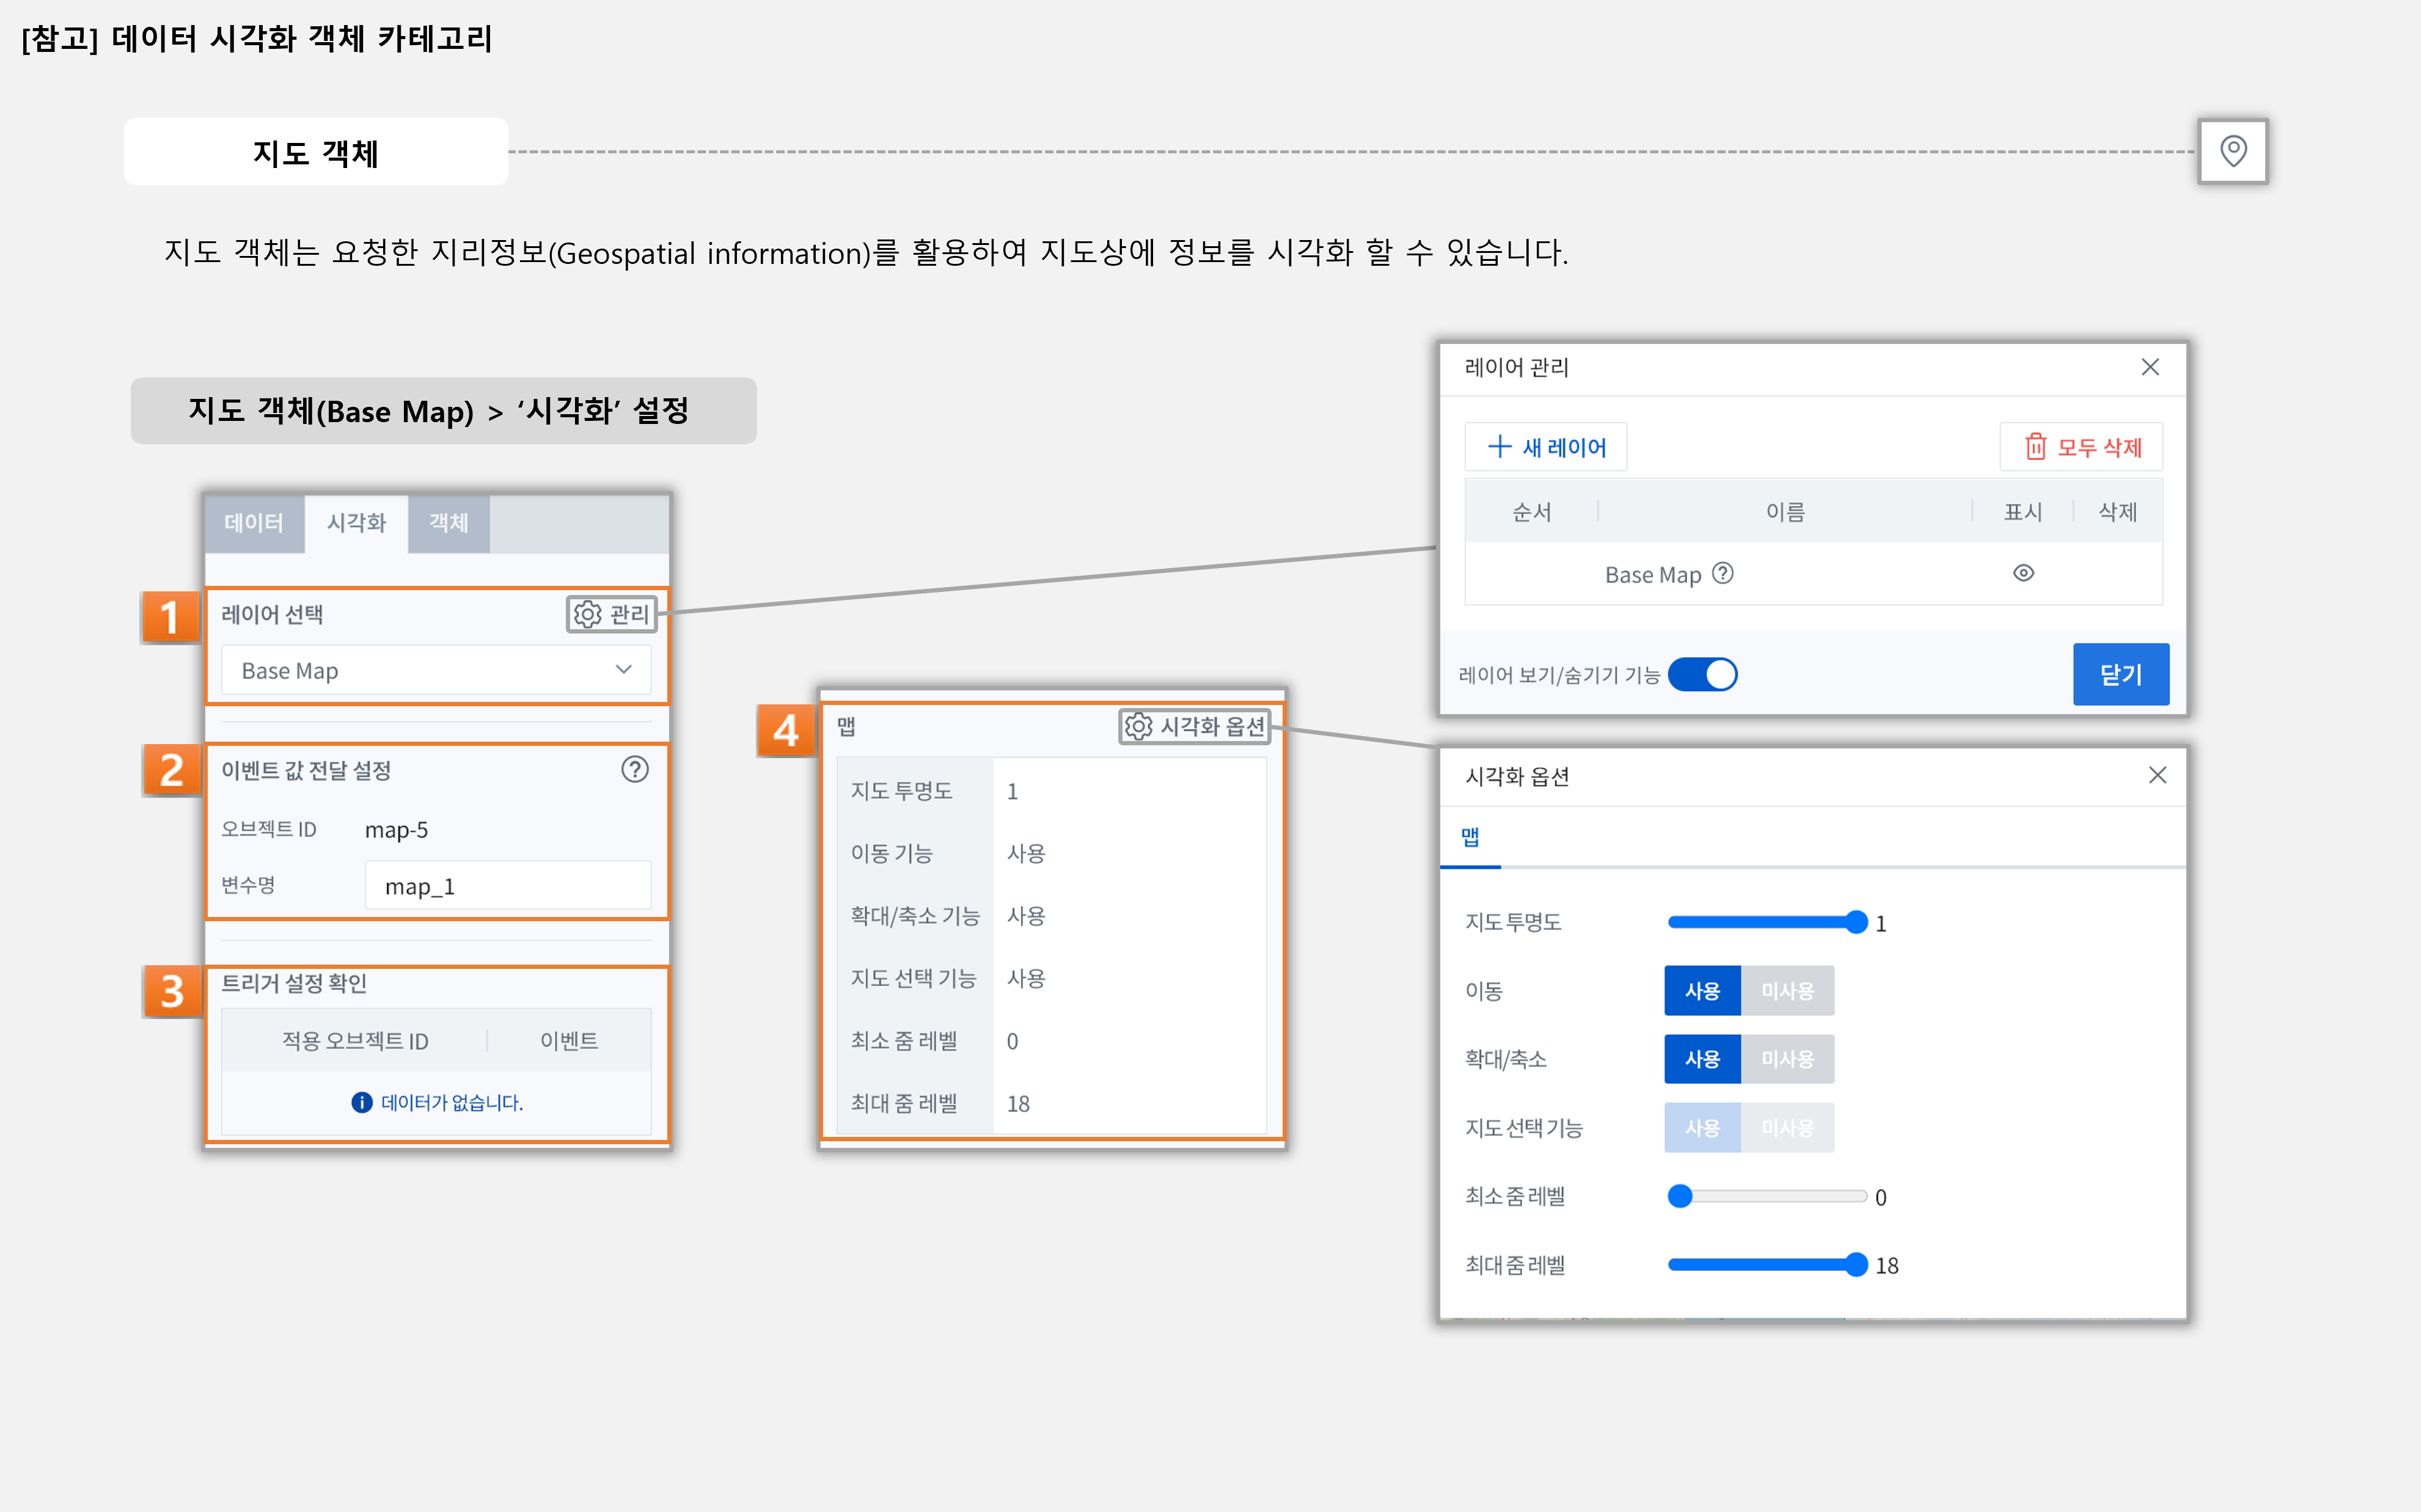 [참고] 데이터 시각화 객체 카테고리
지도 객체
지도 객체는 요청한 지리정보(Geospatial information)를 활용하여 지도상에 정보를 시각화 할 수 있습니다.
지도 객체(Base Map) > ‘시각화’ 설정
데이터 시각화 객체
1
레이어 선택 관리
Base Map
2
이벤트 값 전달 설정 ?
오브젝트 ID map-5
변수명 map_1
3
트리거 설정 확인
적용 오브젝트 ID 이벤트
데이터가 없습니다.
4
맵 시각화 옵션
지도 투명도 1
이동 기능 사용
확대/축소 기능 사용
지도 선택 기능 사용
최소 줌 레벨 0
최대 줌 레벨 18
레이어 관리
새 레이어 모두 삭제
순서 이름 표시 삭제
Base Map ?
레이어 보기/숨기기 기능 닫기
시각화 옵션
맵
지도 투명도 1
이동 사용 미사용
확대/축소 사용 미사용
지도 선택 기능 사용 미사용
최소 줌 레벨 0
최대 줌 레벨 18